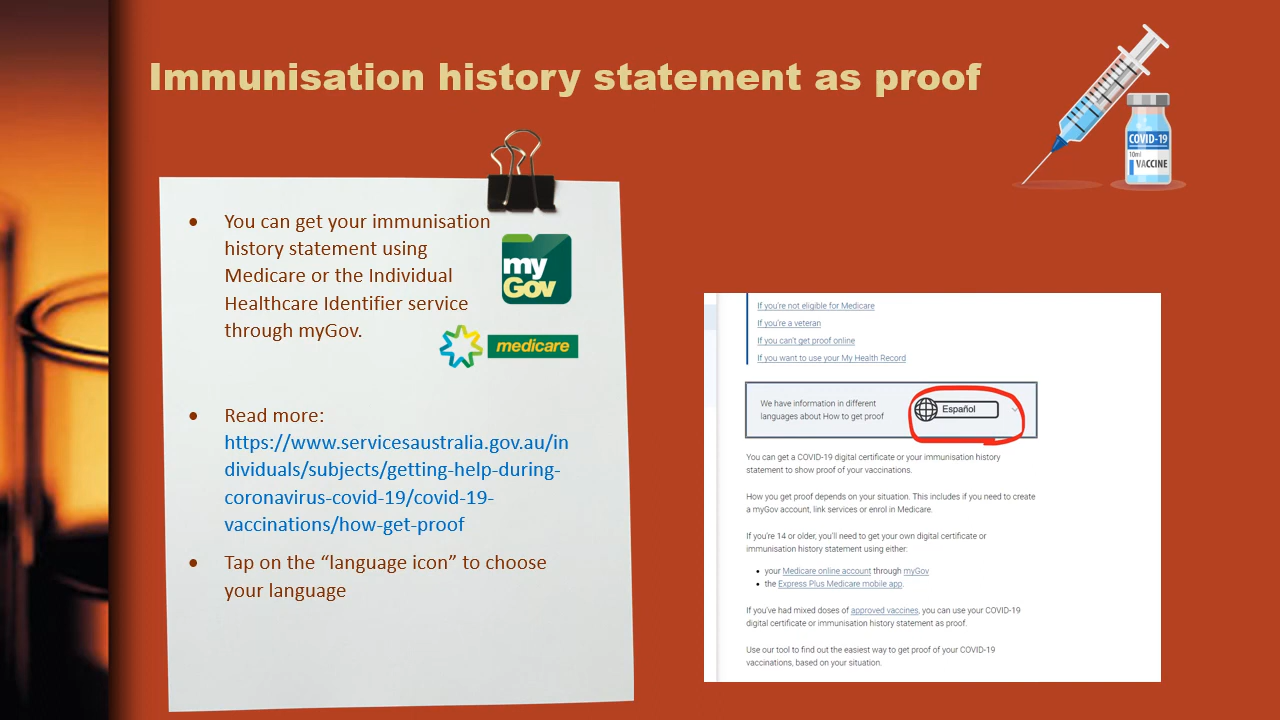 Immunisation history statement as proof
COVID-19
10ml
VACCINE
You can get your immunisation
history statement using
Medicare or the Individual
Healthcare Identifier service
through myGov.
my
Gov
medicare
Read more:
https://www.servicesaustralia.gov.au/in
dividuals/subjects/getting-help-during-
coronavirus-covid-19/covid-19-
vaccinations/how-get-proof
Tap on the “language icon” to choose
your language
If you're not eligible for Medicare
If you're a veteran
If you can't get proof online
If you want to use your My Health Record
We have information in different
languages about How to get proof
Español
You can get a COVID-19 digital certificate or your immunisation history
statement to show proof of your vaccinations.
How you get proof depends on your situation. This includes if you need to create
a myGov account, link services or enrol in Medicare.
If you're 14 or older, you'll need to get your own digital certificate or
immunisation history statement using either:
your Medicare online account through myGov
the Express Plus Medicare mobile app.
If you've had mixed doses of approved vaccines, you can use your COVID-19
digital certificate or immunisation history statement as proof.
Use our tool to find out the easiest way to get proof of your COVID-19
vaccinations, based on your situation.